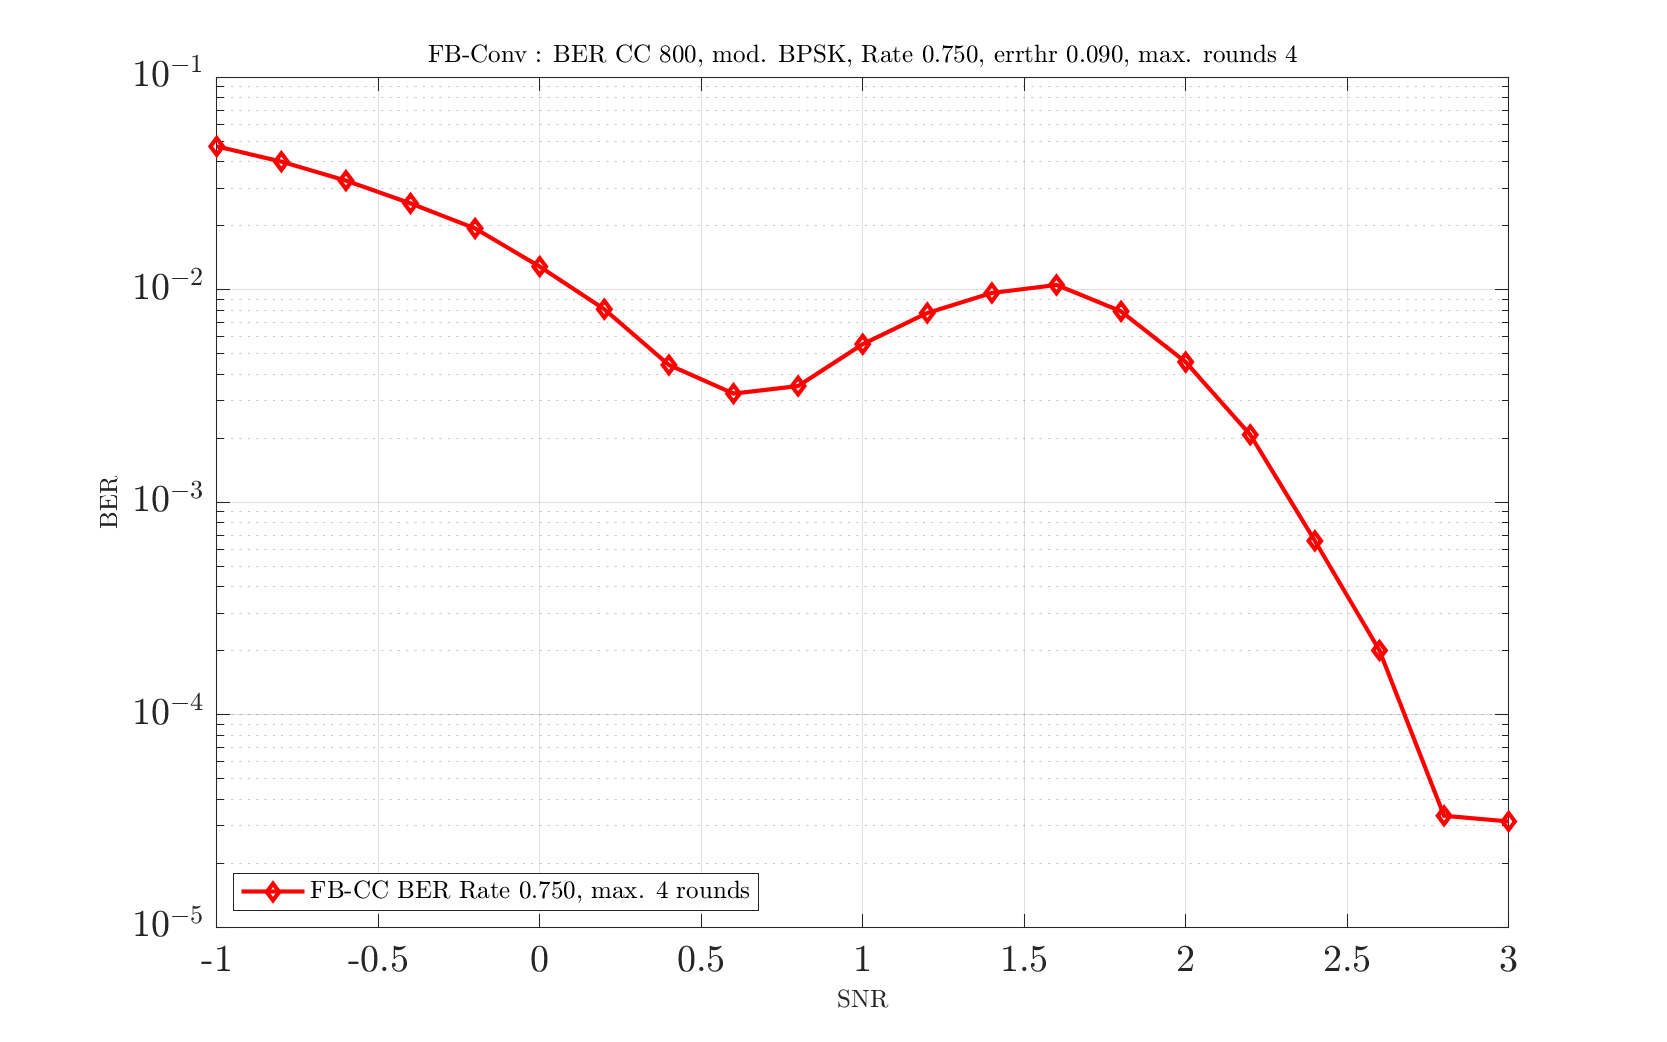 FB-Conv : BER CC 800, mod. BPSK, Rate 0.750, errthr 0.090, max. rounds 4
10^{-1}
10^{-2}
10^{-3}
10^{-4}
10^{-5}
BER
FB-CC BER Rate 0.750, max. 4 rounds
-1 -0.5 0 0.5 1 1.5 2 2.5 3
SNR